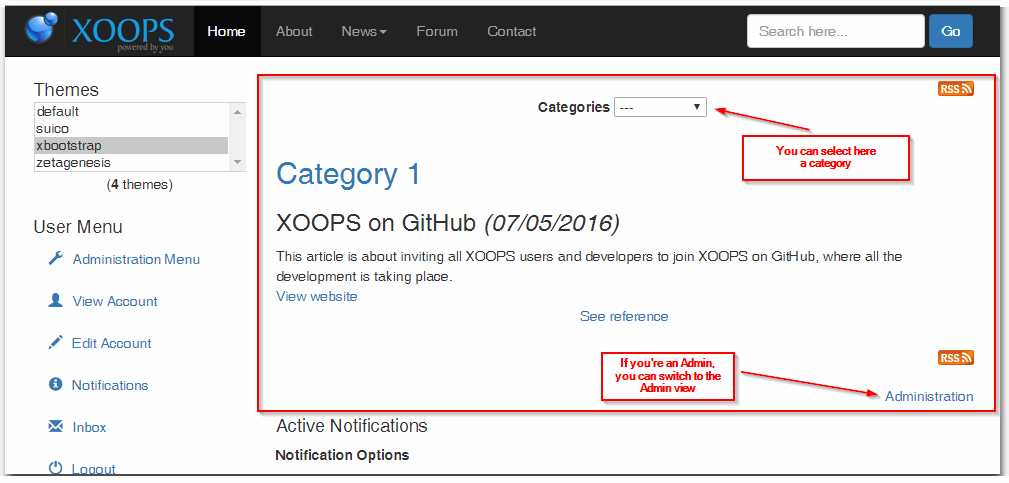 XOOPS
powered by you
Home
About
News
Forum
Contact
Search here...
Go
Themes
default
suico
xbootstrap
zetagenesis
(4 themes)
User Menu
Administration Menu
View Account
Edit Account
Notifications
Inbox
Logout
RSS
Categories ---
You can select here
a category
Category 1
XOOPS on GitHub (07/05/2016)
This article is about inviting all XOOPS users and developers to join XOOPS on GitHub, where all the
development is taking place.
View website
See reference
RSS
If you're an Admin,
you can switch to the
Admin view
Administration
Active Notifications
Notification Options